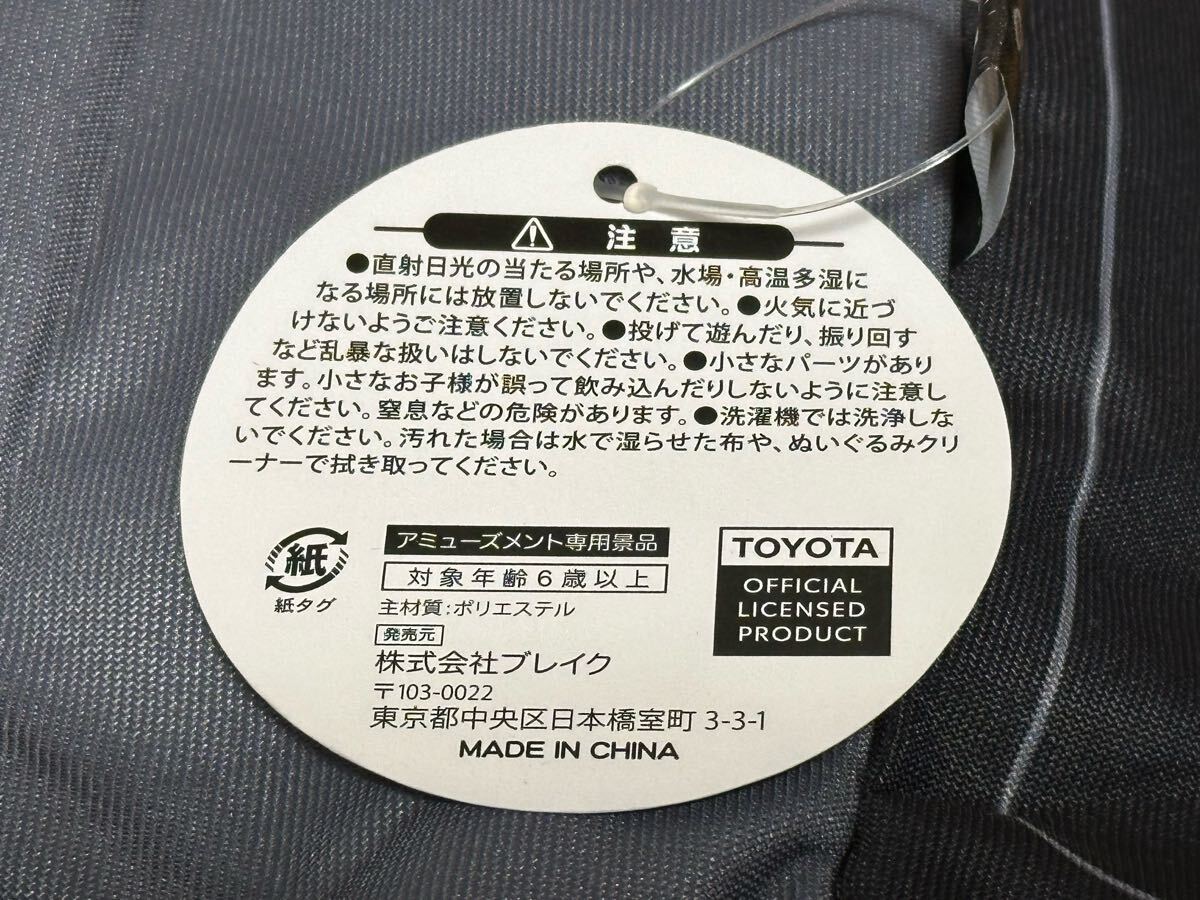 注意
●直射日光の当たる場所や、水場・高温多湿に
なる場所には放置しないでください。●火気に近づ
けないようご注意ください。●投げて遊んだり、振り回す
など乱暴な扱いはしないでください。●小さなパーツがあり
ます。小さなお子様が誤って飲み込んだりしないように注意し
てください。窒息などの危険があります。●洗濯機では洗浄しな
いでください。汚れた場合は水で湿らせた布や、ぬいぐるみクリ
ーナーで拭き取ってください。
紙
紙タグ
アミューズメント専用景品
対象年齢6歳以上
主材質:ポリエステル
発売元
株式会社ブレイク
〒103-0022
東京都中央区日本橋室町 3-3-1
MADE IN CHINA
TOYOTA
OFFICIAL
LICENSED
PRODUCT